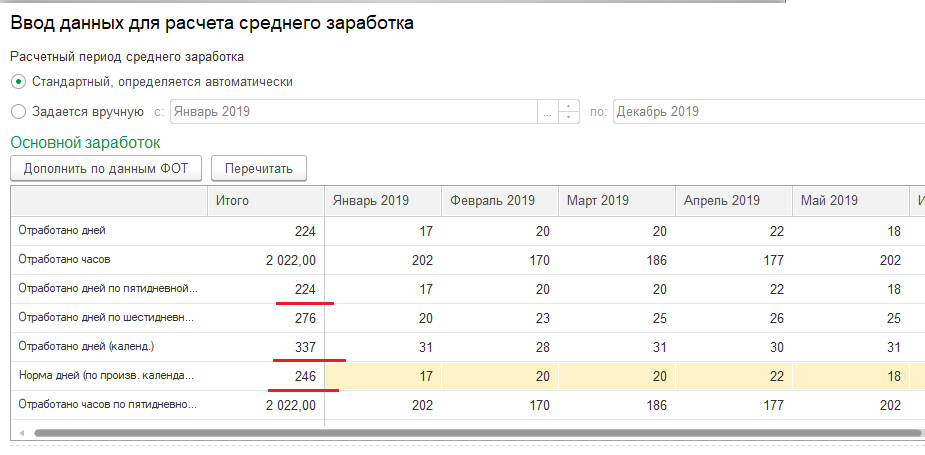 Ввод данных для расчета среднего заработка
Расчетный период среднего заработка
Стандартный, определяется автоматически
Задается вручную с: Январь 2019 ... по: Декабрь 2019
Основной заработок
Дополнить по данным ФОТ Перечитать
Итого Январь 2019 Февраль 2019 Март 2019 Апрель 2019 Май 2019 И
Отработано дней 224 17 20 20 22 18
Отработано часов 2 022,00 202 170 186 177 202
Отработано дней по пятидневной... 224 17 20 20 22 18
Отработано дней по шестидневн... 276 20 23 25 26 25
Отработано дней (календ.) 337 31 28 31 30 31
Норма дней (по произв. календа... 246 17 20 20 22 18
Отработано часов по пятидневно... 2 022,00 202 170 186 177 202